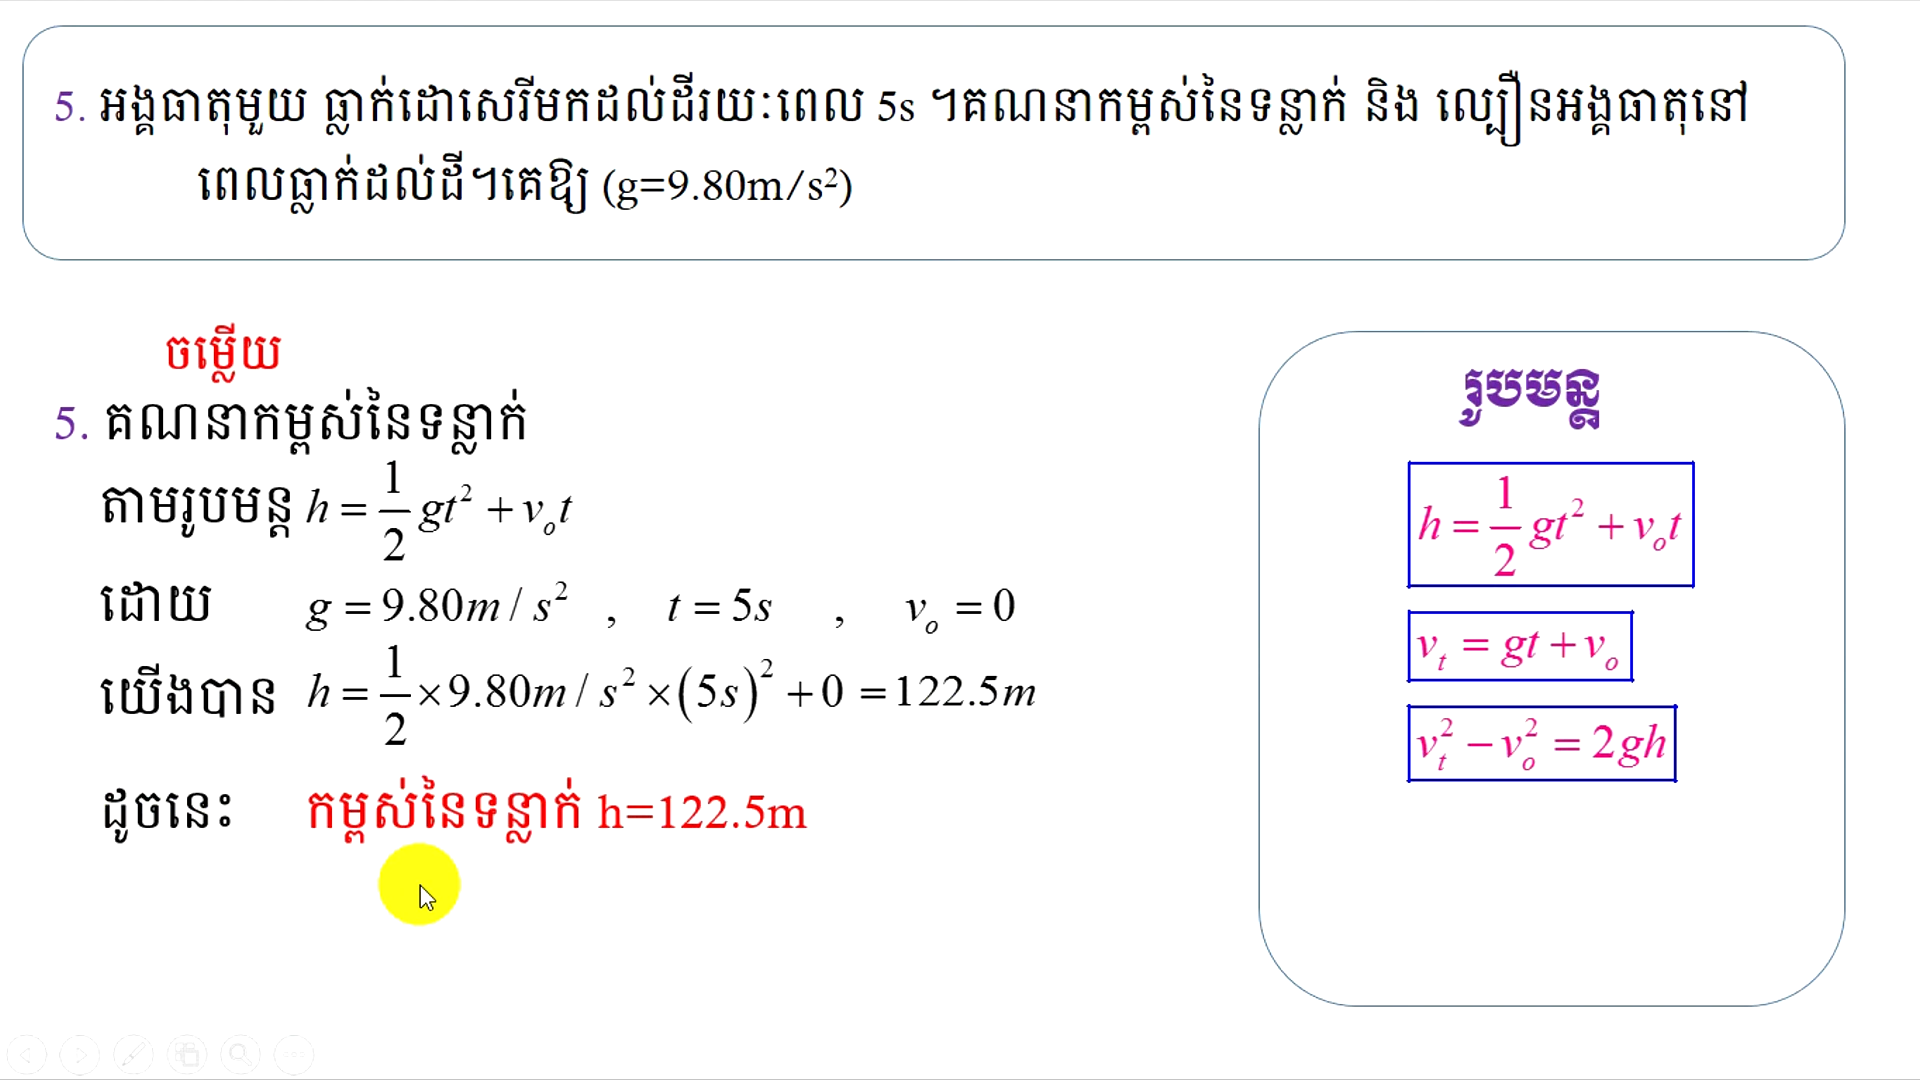 5. អង្គធាតុមួយ ធ្លាក់ដោសេរីមកដល់ដីរយៈពេល 5s ។គណនាកម្ពស់នៃទន្លាក់ និង ល្បឿនអង្គធាតុនៅ
ពេលធ្លាក់ដល់ដី។គេឱ្យ (g=9.80m/s²)
ចម្លើយ
5. គណនាកម្ពស់នៃទន្លាក់
តាមរូបមន្ត h = 1/2 gt² + vₒt
ដោយ g = 9.80m / s² , t = 5s , vₒ = 0
យើងបាន h = 1/2 × 9.80m / s² × (5s)² + 0 = 122.5m
ដូចនេះ កម្ពស់នៃទន្លាក់ h=122.5m
រូបមន្ត
h = 1/2 gt² + vₒt
vₜ = gt + vₒ
vₜ² − vₒ² = 2gh